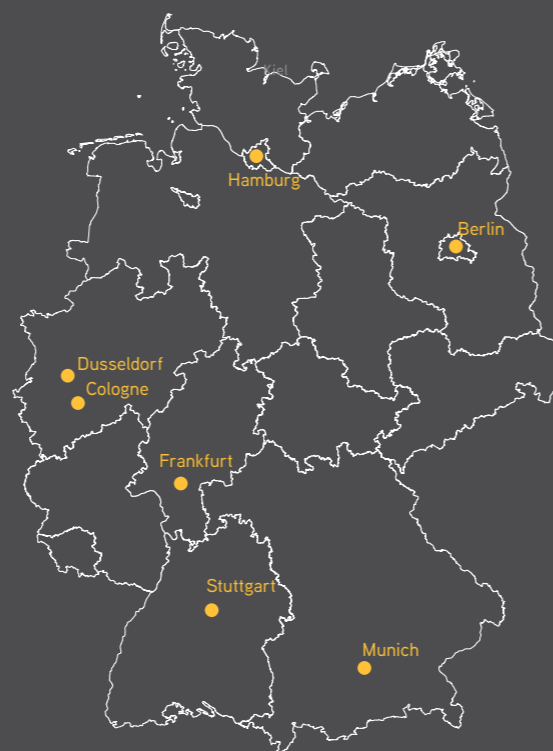 Kiel
Hamburg
Berlin
Dusseldorf
Cologne
Frankfurt
Stuttgart
Munich